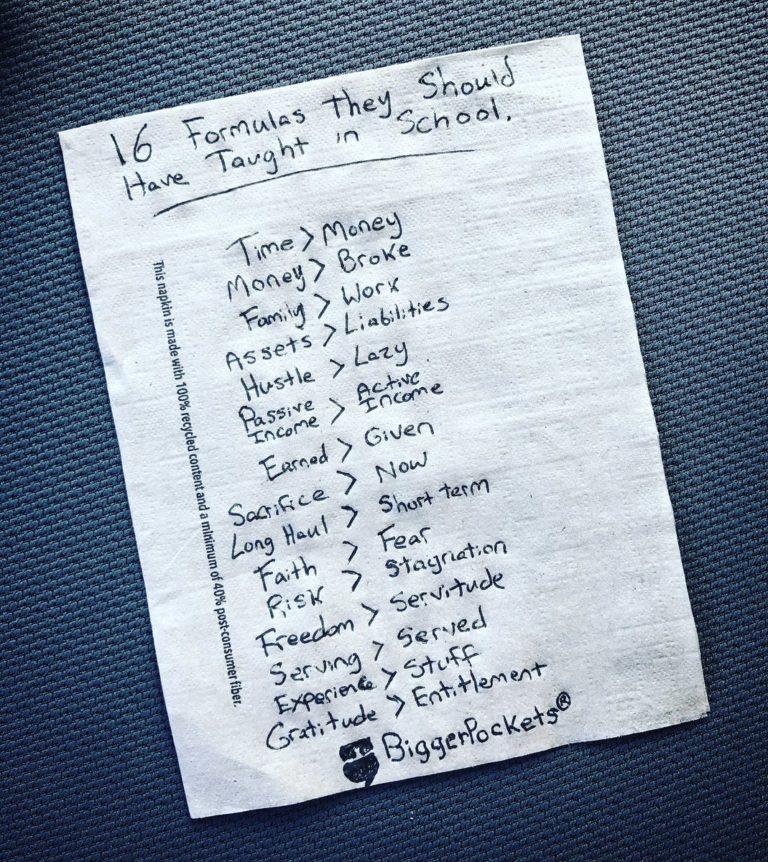 16 Formulas they Should
Have Taught in School.
Time > Money
Money > Broke
Family > Work
Assets > Liabilities
Hustle > Lazy
Passive Income > Active Income
Earned > Given
Sacrifice > Now
Long Haul > Short term
Faith > Fear
Risk > Stagnation
Freedom > Servitude
Serving > Served
Experience > Stuff
Gratitude > Entitlement
BiggerPockets®
This napkin is made with 100% recycled content and a minimum of 40% post-consumer fiber.